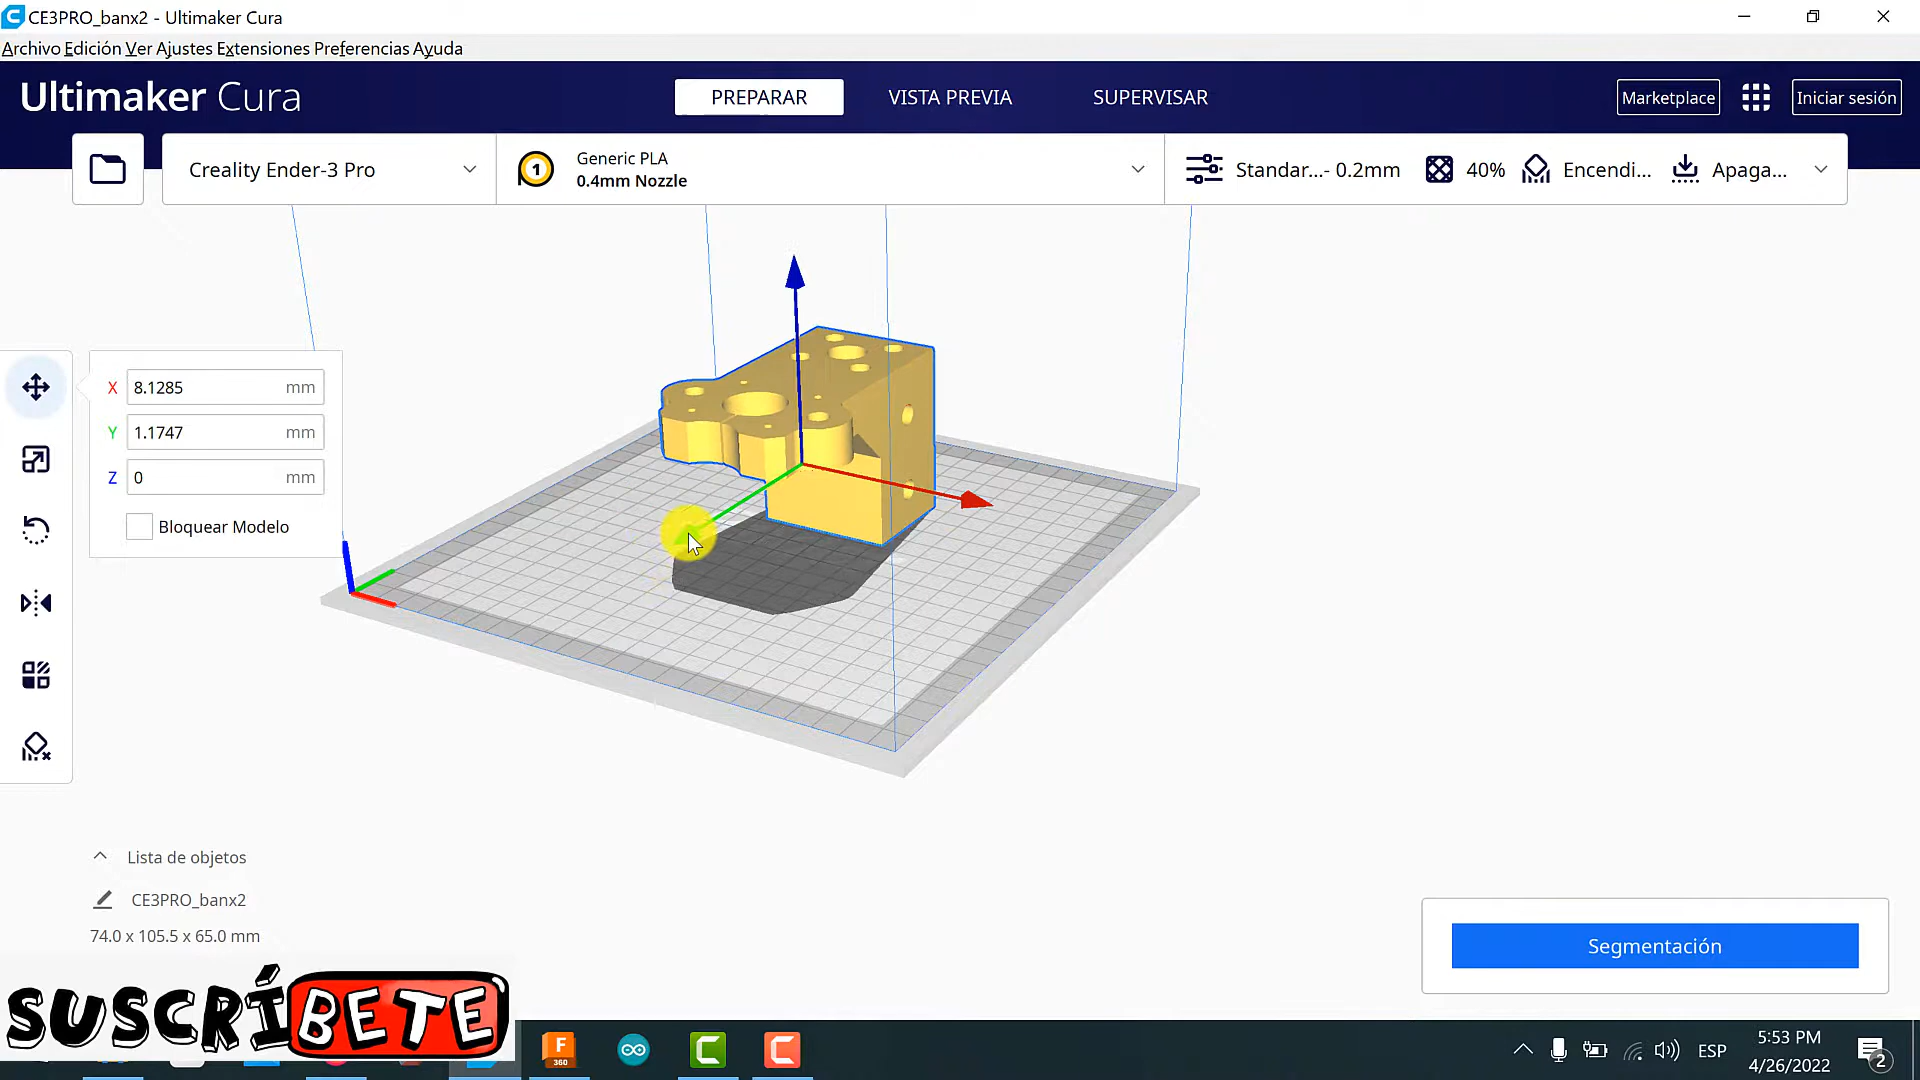 CE3PRO_banx2 - Ultimaker Cura
Archivo Edición Ver Ajustes Extensiones Preferencias Ayuda
Ultimaker Cura
PREPARAR
VISTA PREVIA
SUPERVISAR
Marketplace
Iniciar sesión
Creality Ender-3 Pro
1
Generic PLA
0.4mm Nozzle
Standar...- 0.2mm
40%
Encendi...
Apaga...
X 8.1285 mm
Y 1.1747 mm
Z 0 mm
Bloquear Modelo
Lista de objetos
CE3PRO_banx2
74.0 x 105.5 x 65.0 mm
Segmentación
SUSCRÍBETE
F
360
ESP
5:53 PM
4/26/2022
2